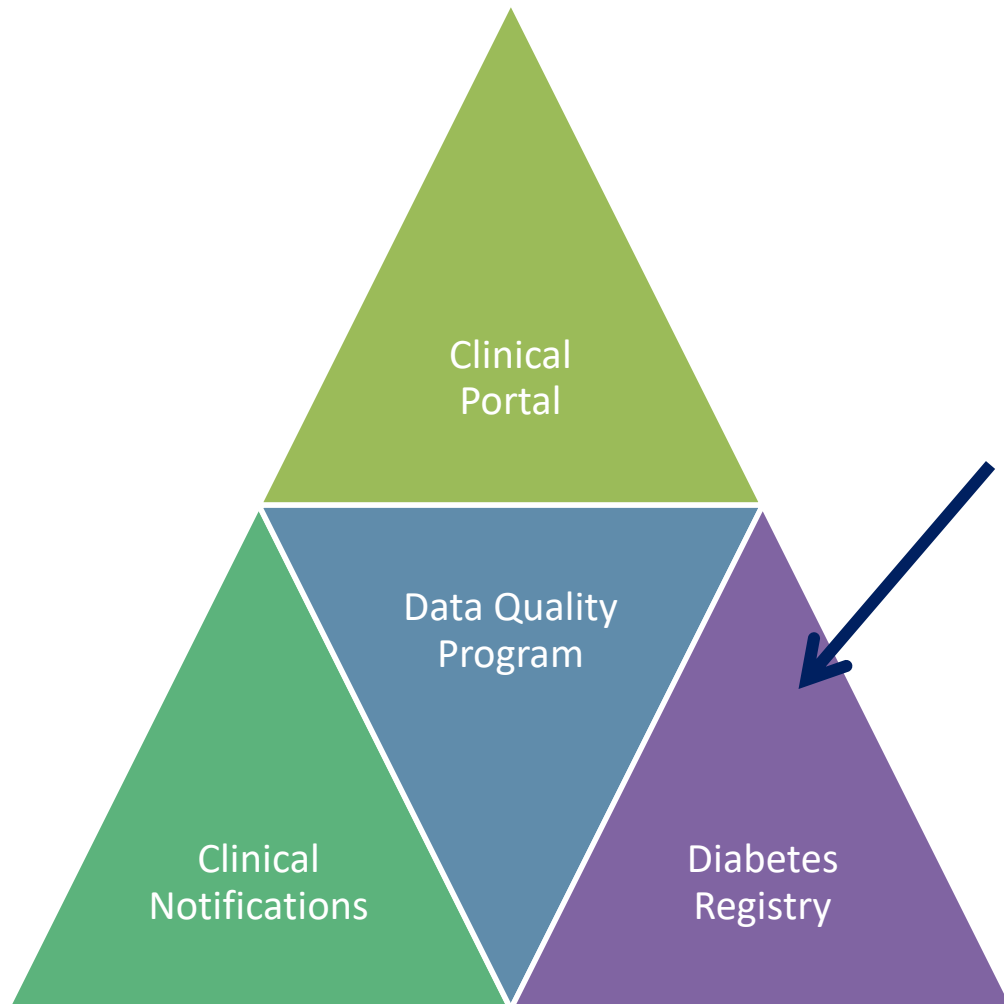 Clinical
Portal
Data Quality
Program
Clinical
Notifications
Diabetes
Registry